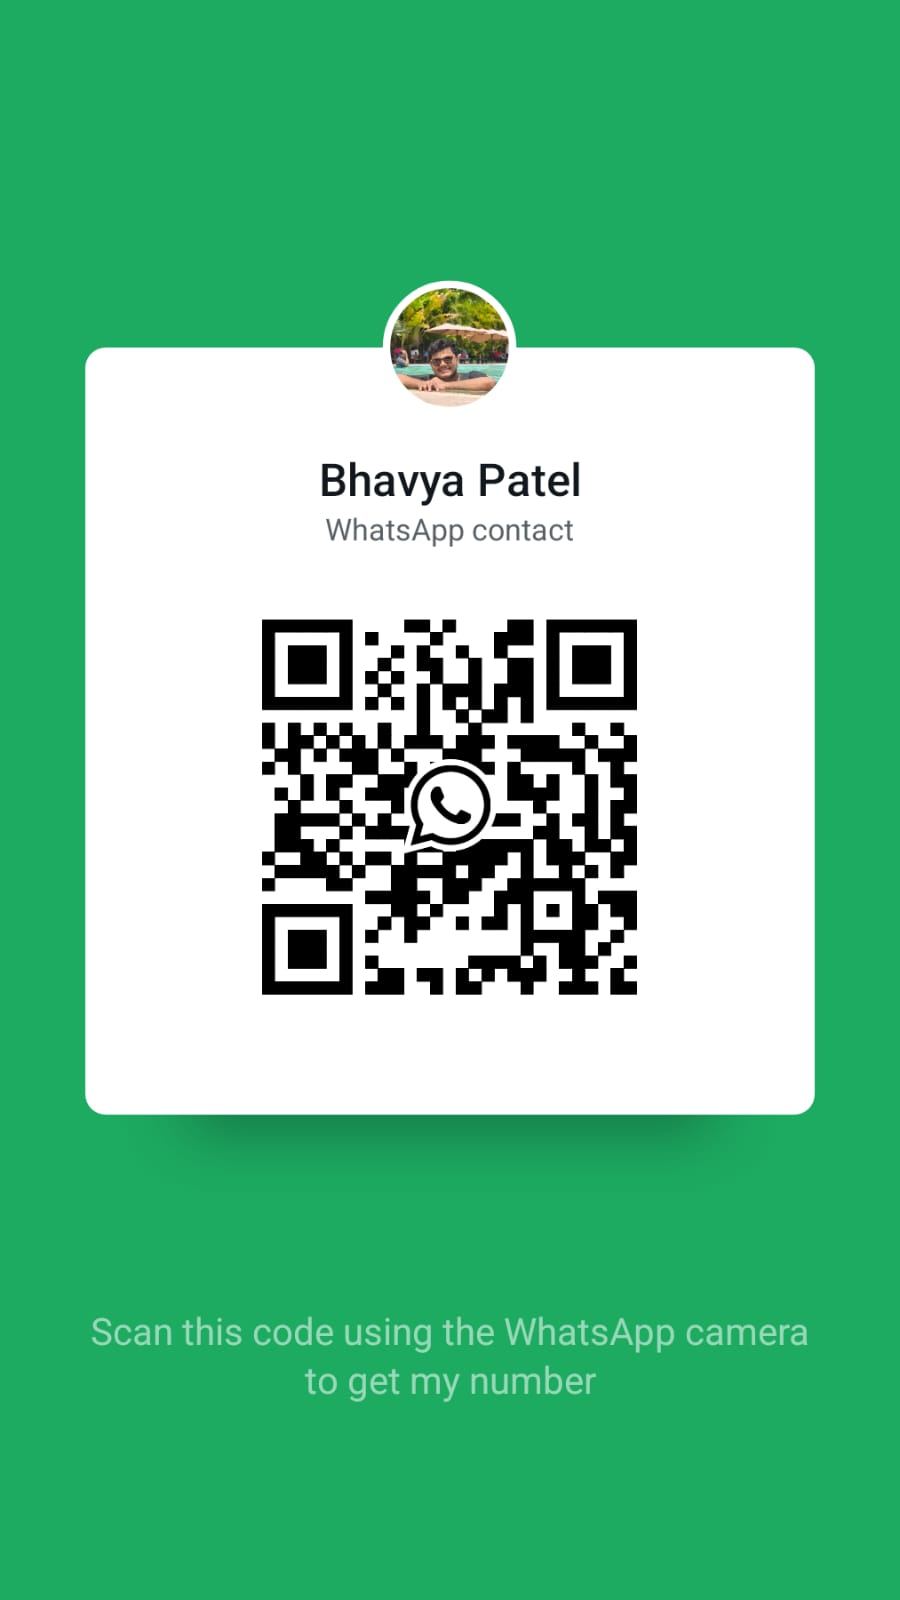 Bhavya Patel
WhatsApp contact
Scan this code using the WhatsApp camera
to get my number